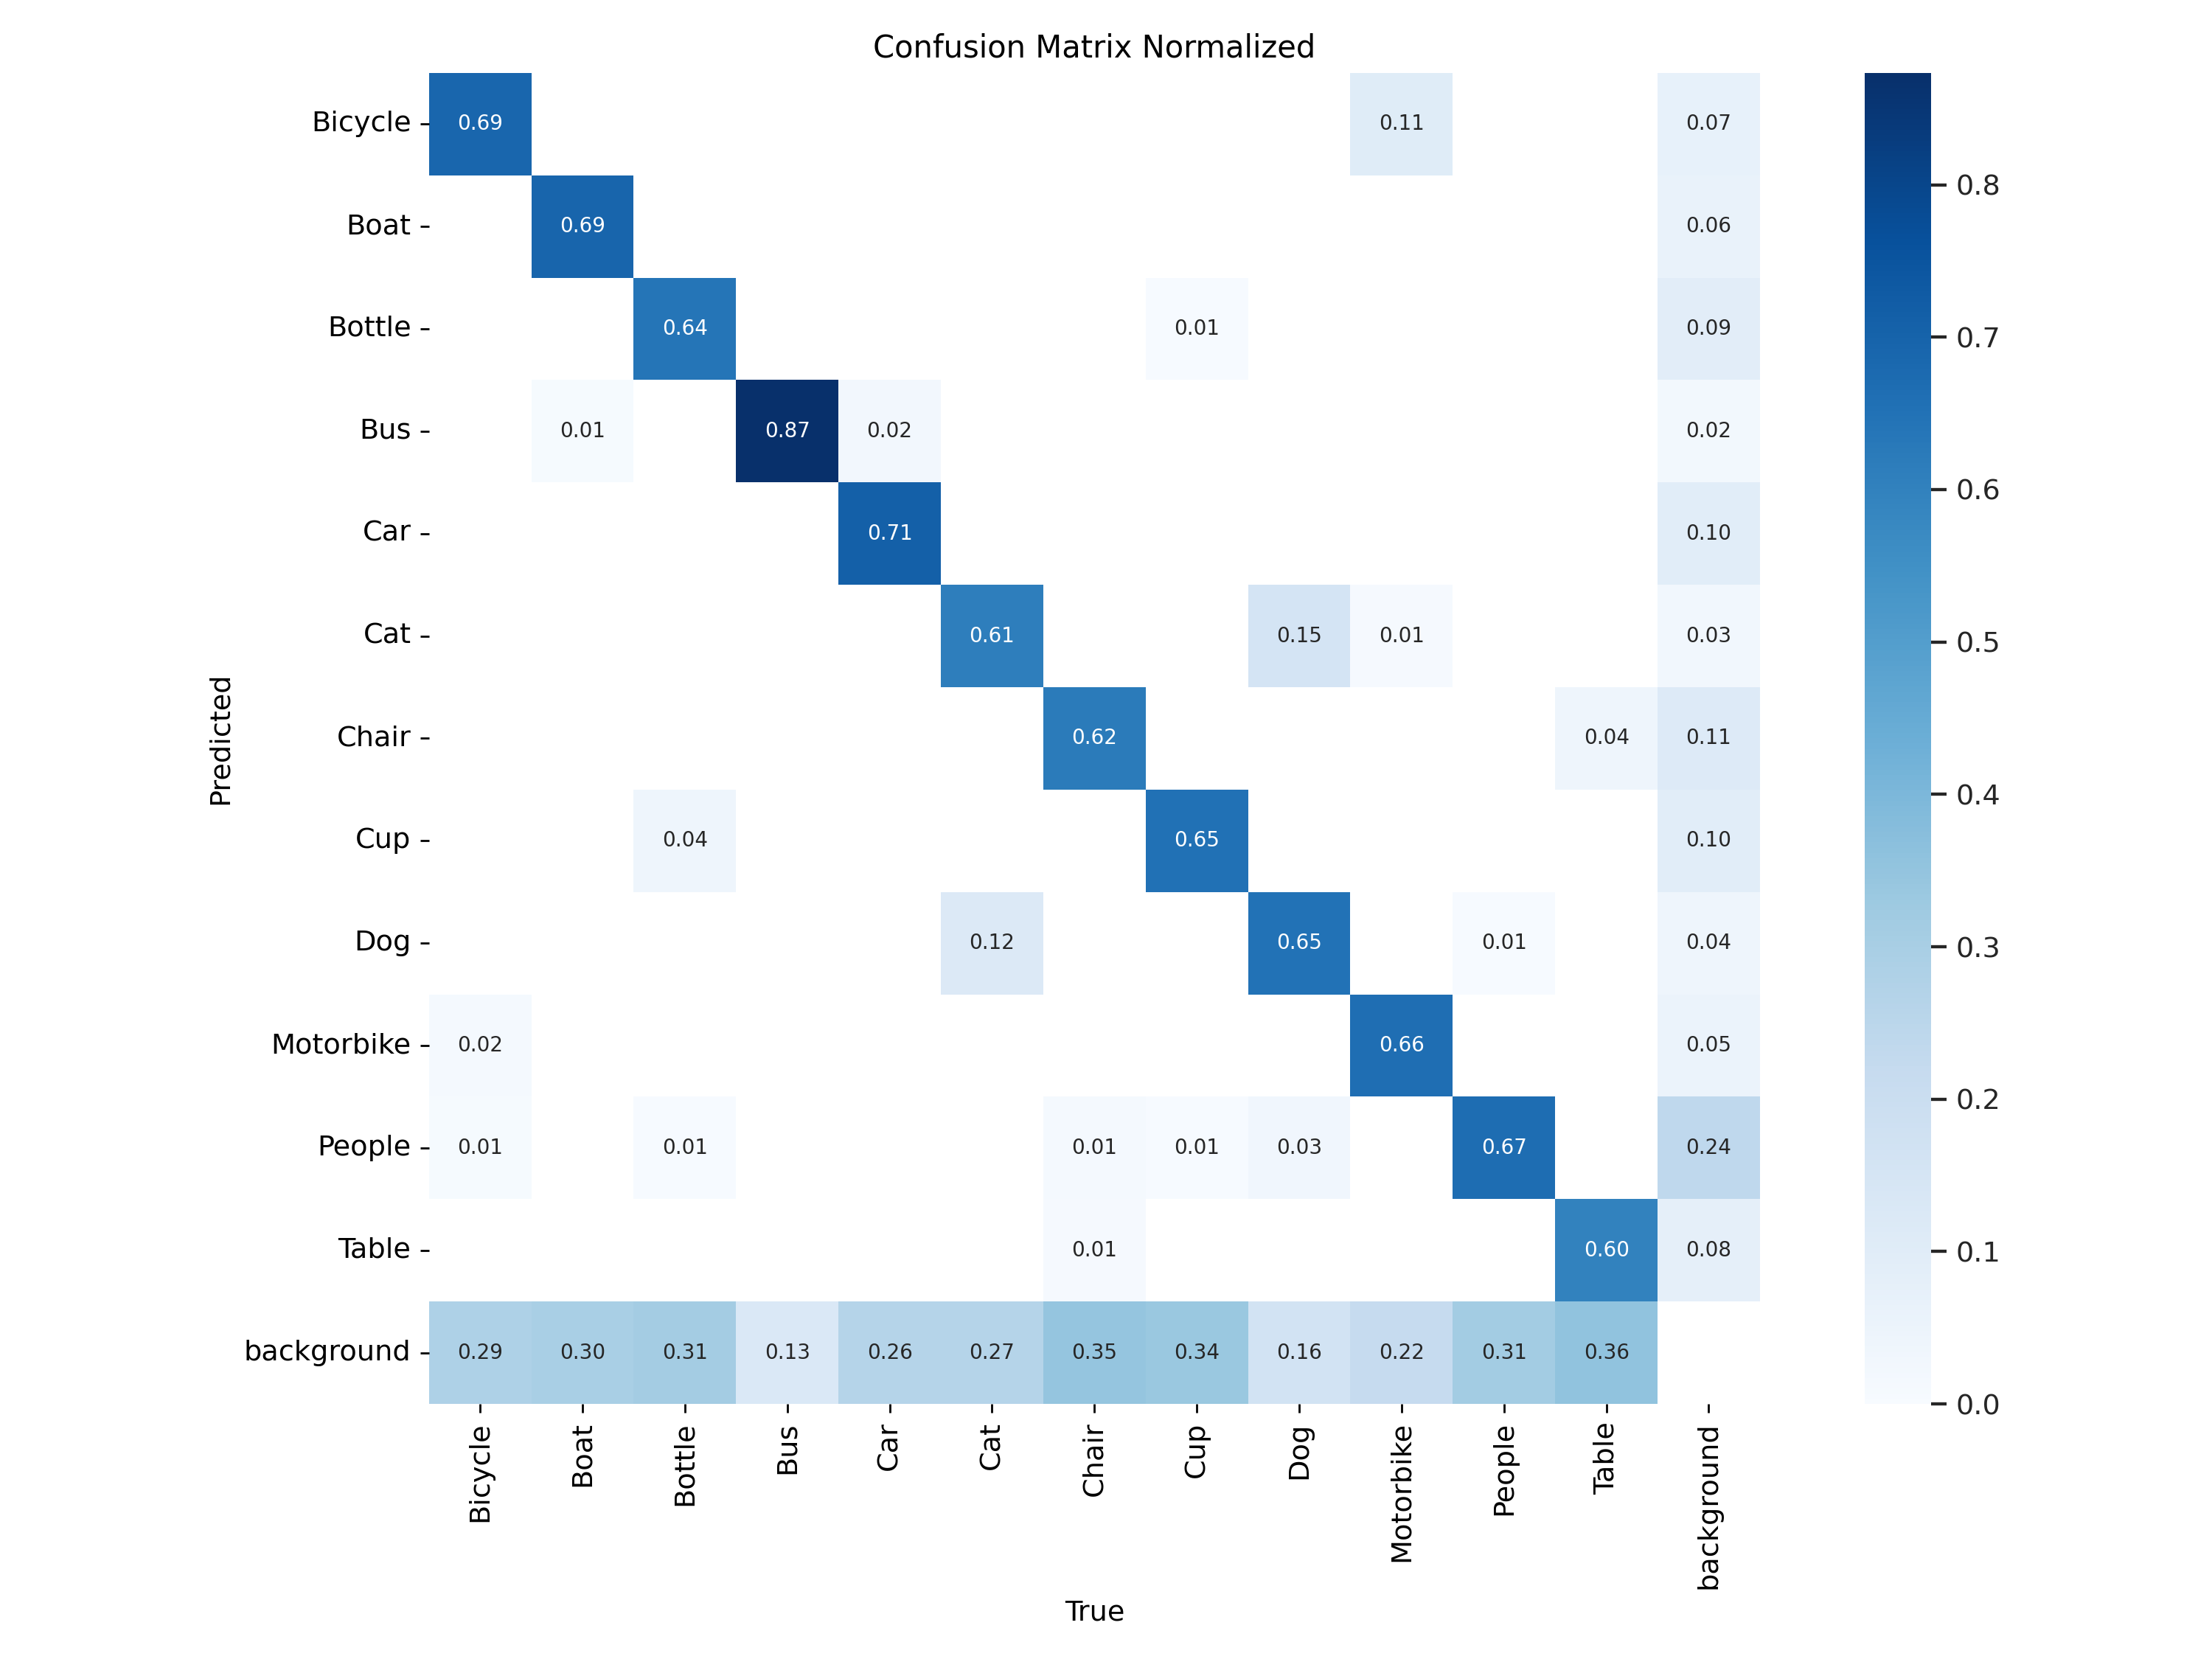 Confusion Matrix Normalized
Bicycle 0.69 0.11 0.07
Boat 0.69 0.06
Bottle 0.64 0.01 0.09
Bus 0.01 0.87 0.02 0.02
Car 0.71 0.10
Cat 0.61 0.15 0.01 0.03
Chair 0.62 0.04 0.11
Cup 0.04 0.65 0.10
Dog 0.12 0.65 0.01 0.04
Motorbike 0.02 0.66 0.05
People 0.01 0.01 0.01 0.01 0.03 0.67 0.24
Table 0.01 0.60 0.08
background 0.29 0.30 0.31 0.13 0.26 0.27 0.35 0.34 0.16 0.22 0.31 0.36
Predicted
Bicycle Boat Bottle Bus Car Cat Chair Cup Dog Motorbike People Table background
True
0.8
0.7
0.6
0.5
0.4
0.3
0.2
0.1
0.0